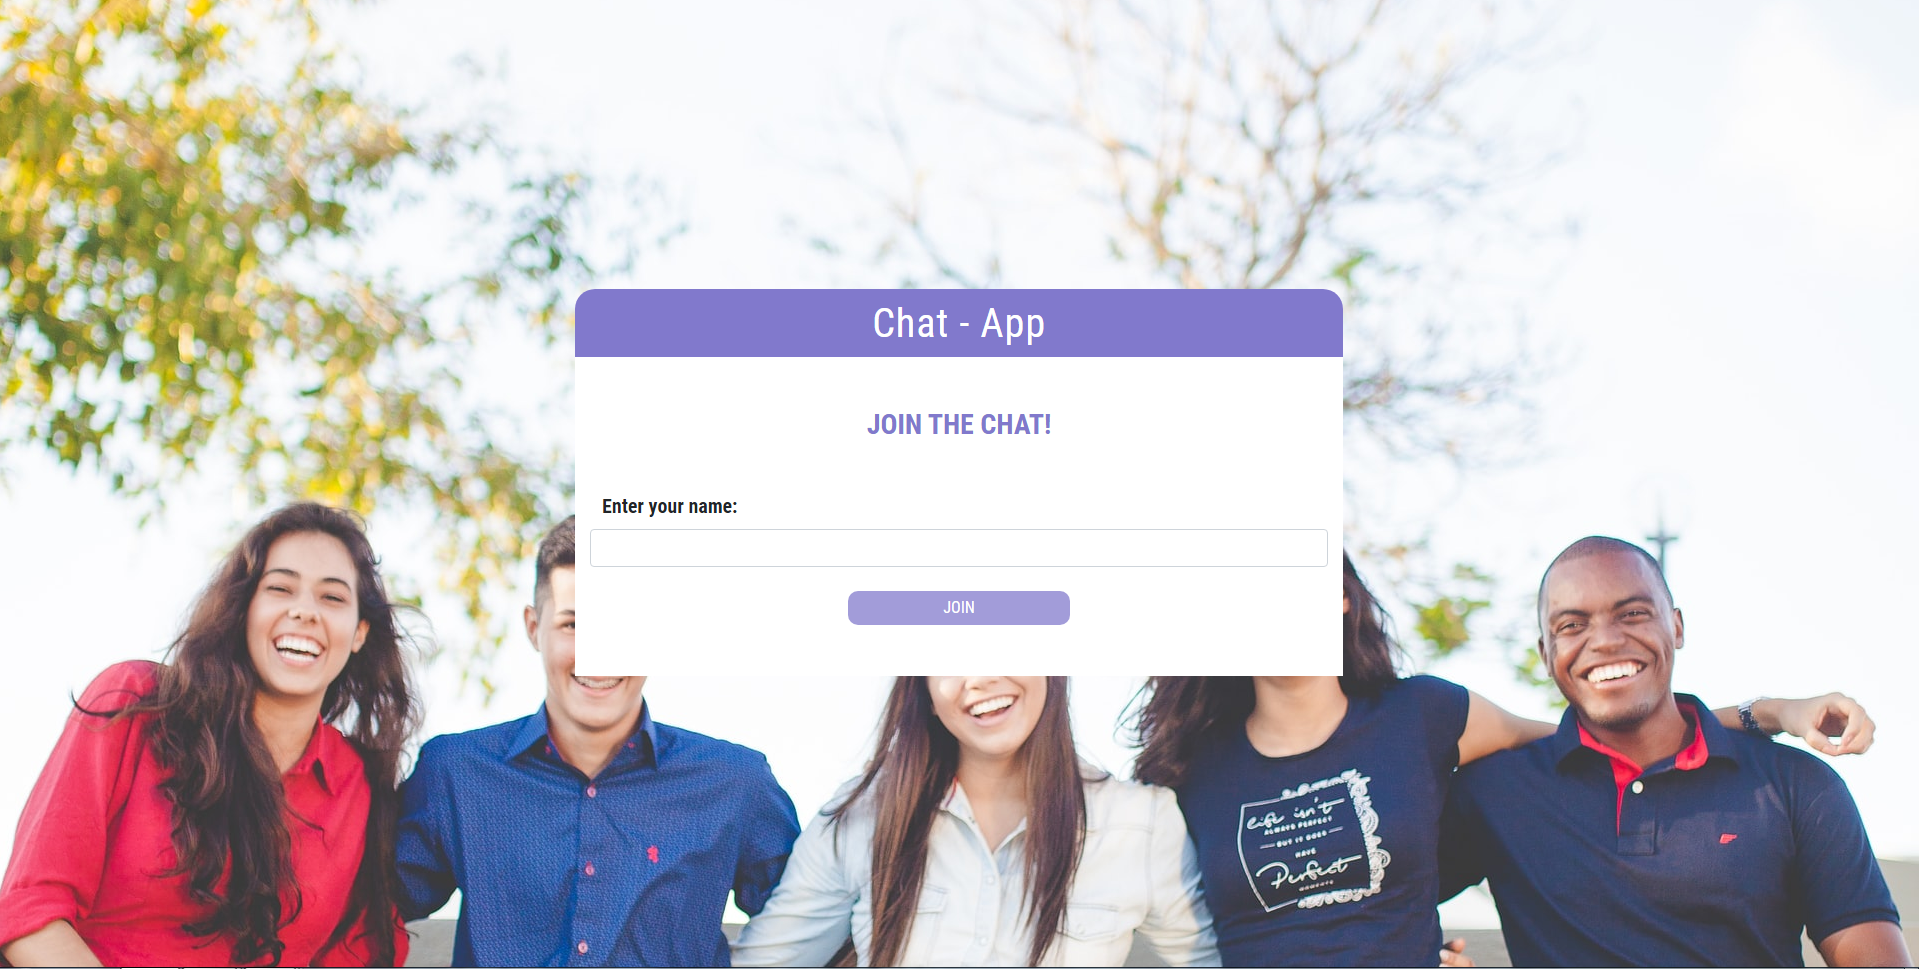 Chat - App
JOIN THE CHAT!
Enter your name:
JOIN
life isn't
ALWAYS PERFECT
BUT IT DOES
HAVE
Perfect
MOMENTS